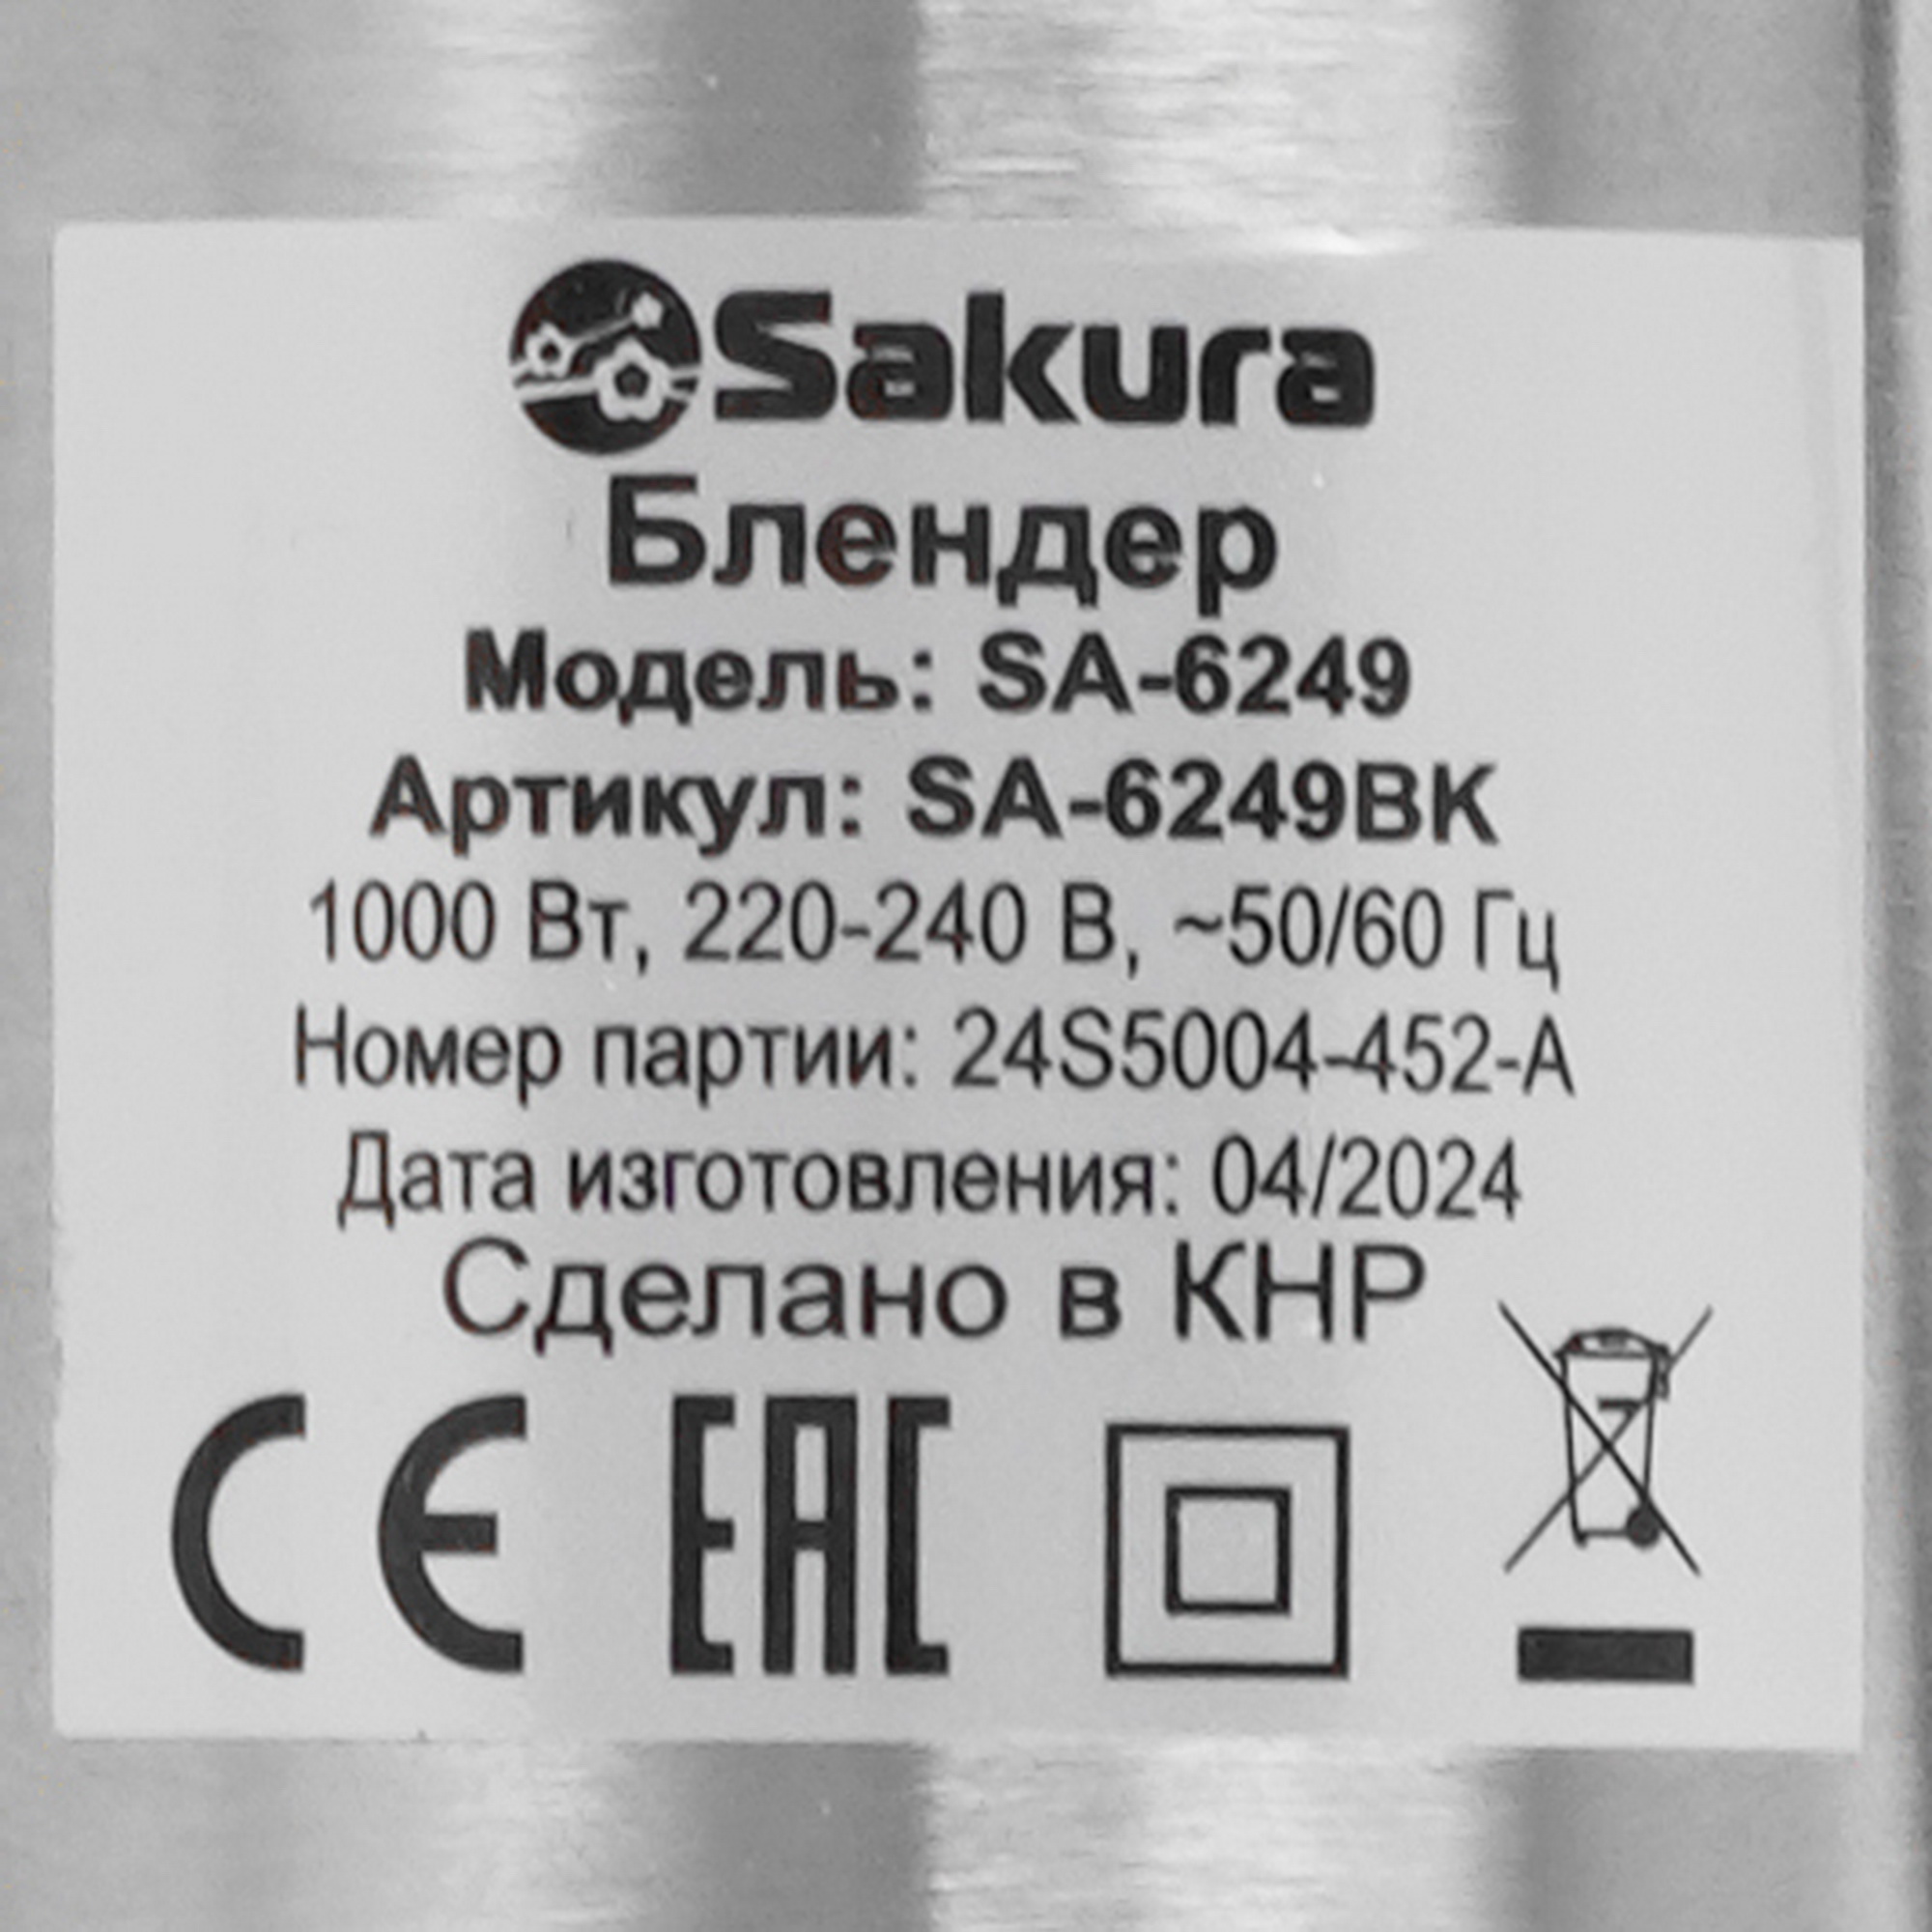 Sakura
Блендер
Модель: SA-6249
Артикул: SA-6249BK
1000 Вт, 220-240 В, ~50/60 Гц
Номер партии: 24S5004-452-A
Дата изготовления: 04/2024
Сделано в КНР
CE EAC